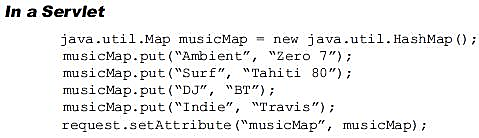 In a Servlet
java.util.Map musicMap = new java.util.HashMap();
musicMap.put(“Ambient”, “Zero 7”);
musicMap.put(“Surf”, “Tahiti 80”);
musicMap.put(“DJ”, “BT”);
musicMap.put(“Indie”, “Travis”);
request.setAttribute(“musicMap”, musicMap);